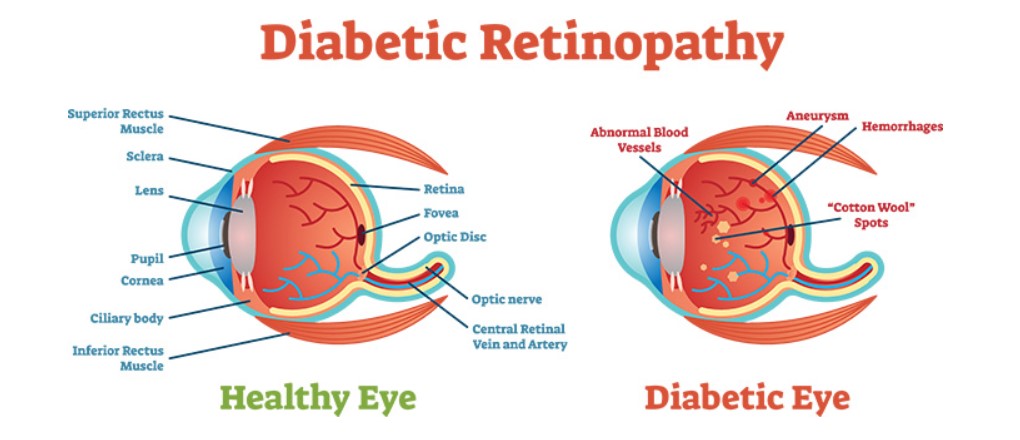 Diabetic Retinopathy
Superior Rectus
Muscle
Sclera
Lens
Pupil
Cornea
Ciliary body
Inferior Rectus
Muscle
Retina
Fovea
Optic Disc
Optic nerve
Central Retinal
Vein and Artery
Healthy Eye
Abnormal Blood
Vessels
Aneurysm
Hemorrhages
“Cotton Wool”
Spots
Diabetic Eye